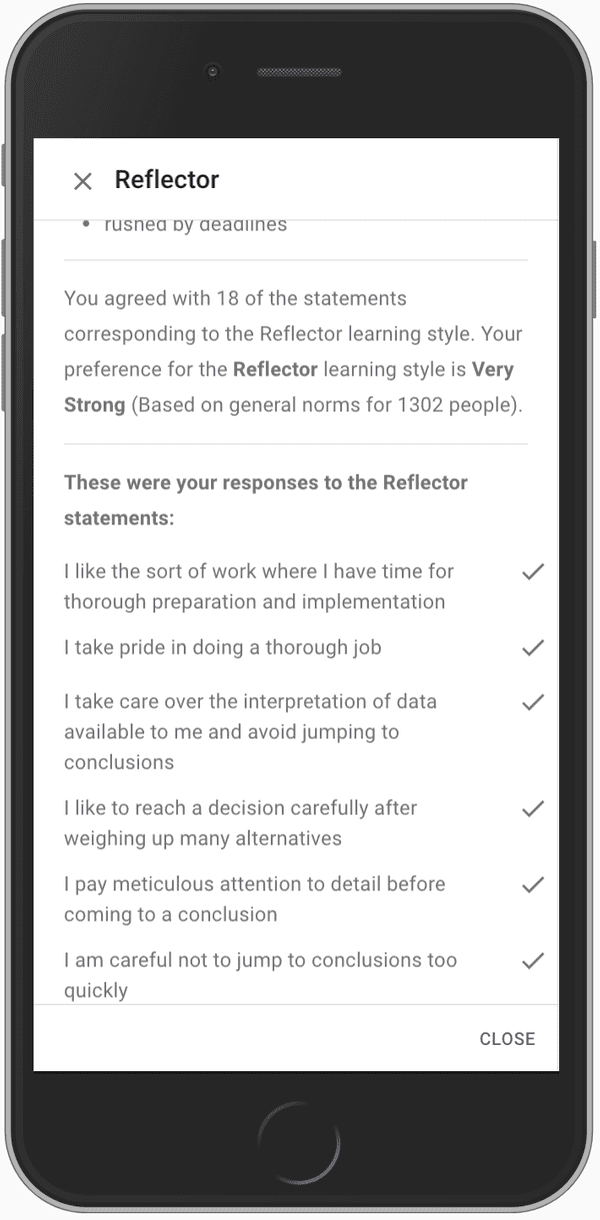 Reflector
rushed by deadlines
You agreed with 18 of the statements
corresponding to the Reflector learning style. Your
preference for the Reflector learning style is Very
Strong (Based on general norms for 1302 people).
These were your responses to the Reflector
statements:
I like the sort of work where I have time for
thorough preparation and implementation
I take pride in doing a thorough job
I take care over the interpretation of data
available to me and avoid jumping to
conclusions
I like to reach a decision carefully after
weighing up many alternatives
I pay meticulous attention to detail before
coming to a conclusion
I am careful not to jump to conclusions too
quickly
CLOSE